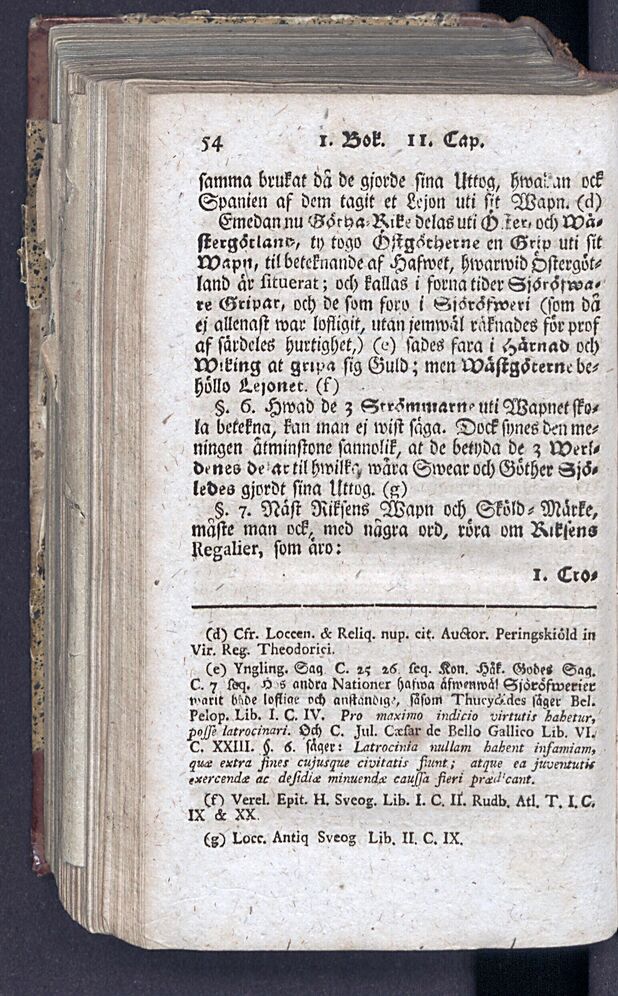 54 1. Bok. 11. Cap.
samma brukat då de gjorde sina Uttog, hwa an ock
Spanien af dem tagit et Lejon uti sit Wapn. (d)
Emedan nu Götha-Rike delas uti Öster- och Wä-
stergötland, ty togo Östgötherne en Grip uti sit
Wapn, til beteknande af Hafwet, hwarwid Östergöt-
land är situerat; och kallas i forna tider Sjöröfwa-
re Gripar, och de som foro i Sjöröfweri (som då
ej allenast war lofligit, utan jemwäl räknades för prof
af särdeles hurtighet,) (e) sades fara i Härnad och
Wiking at gripa sig Guld; men Wästgöterne be-
höllo Lejonet. (f)
§. 6. Hwad de 3 Strömmarne uti Wapnet sko-
la betekna, kan man ej wist säga. Dock synes den me-
ningen åtminstone sannolik, at de betyda de 3 Werl-
denes delar til hwilka, wåra Swear och Göther Sjö-
ledes gjordt sina Uttog. (g)
§. 7. Näst Riksens Wapn och Sköld-Märke,
måste man ock, med några ord, röra om Riksens
Regalier, som äro:
1. Cro-
(d) Cfr. Loccen. & Reliq. nup. cit. Auctor. Peringskiöld in
Vir. Reg. Theodorici.
(e) Yngling. Sag. C. 25 26. seq. Kon. Håk. Godes Sag.
C. 7 seq. Hos andra Nationer hafwa äfwenwäl Sjöröfwerier
warit både loflige och anständige, såsom Thucydides säger Bel.
Pelop. Lib. I. C. IV. Pro maximo indicio virtutis habetur,
posse latrocinari. Och C. Jul. Cæsar de Bello Gallico Lib. VI.
C. XXIII. §. 6. säger: Latrocinia nullam habent infamiam,
quæ extra fines cujusque civitatis fiunt; atque ea juventutis
exercendæ ac desidiæ minuendæ caussa fieri prædicant.
(f) Verel. Epit. H. Sveog. Lib. I. C. II. Rudb. Atl. T. I. C.
IX & XX.
(g) Locc. Antiq Sveog Lib. II. C. IX.